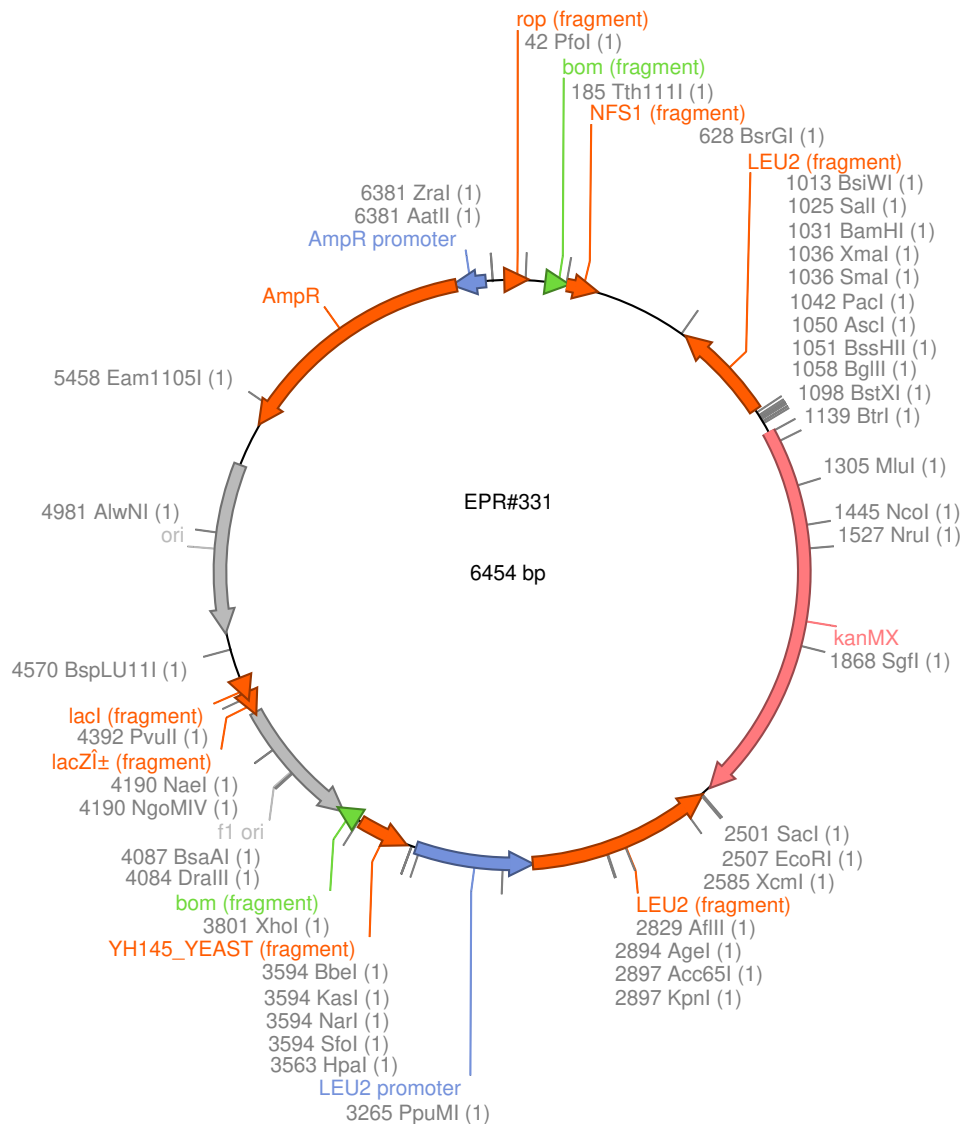 rop (fragment)
42 PfoI (1)
bom (fragment)
185 Tth111I (1)
NFS1 (fragment)
628 BsrGI (1)
LEU2 (fragment)
1013 BsiWI (1)
1025 SalI (1)
1031 BamHI (1)
1036 XmaI (1)
1036 SmaI (1)
1042 PacI (1)
1050 AscI (1)
1051 BssHII (1)
1058 BglII (1)
1098 BstXI (1)
1139 BtrI (1)
1305 MluI (1)
1445 NcoI (1)
1527 NruI (1)
kanMX
1868 SgfI (1)
2501 SacI (1)
2507 EcoRI (1)
2585 XcmI (1)
LEU2 (fragment)
2829 AflII (1)
2894 AgeI (1)
2897 Acc65I (1)
2897 KpnI (1)
6381 ZraI (1)
6381 AatII (1)
AmpR promoter
AmpR
5458 Eam1105I (1)
EPR#331
6454 bp
4981 AlwNI (1)
ori
4570 BspLU11I (1)
lacI (fragment)
4392 PvuII (1)
lacZÎ± (fragment)
4190 NaeI (1)
4190 NgoMIV (1)
f1 ori
4087 BsaAI (1)
4084 DraIII (1)
bom (fragment)
3801 XhoI (1)
YH145_YEAST (fragment)
3594 BbeI (1)
3594 KasI (1)
3594 NarI (1)
3594 SfoI (1)
3563 HpaI (1)
LEU2 promoter
3265 PpuMI (1)